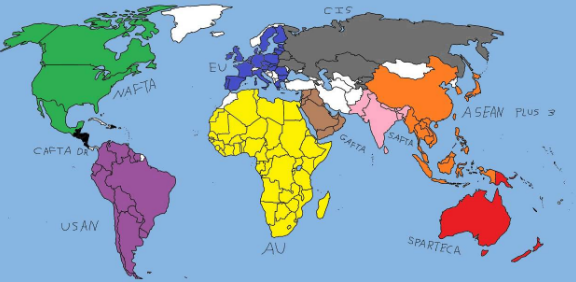 CIS
EU
NAFTA
ASEAN PLUS 3
CAFTA DR
GAFTA
SAFTA
USAN
AU
SPARTECA